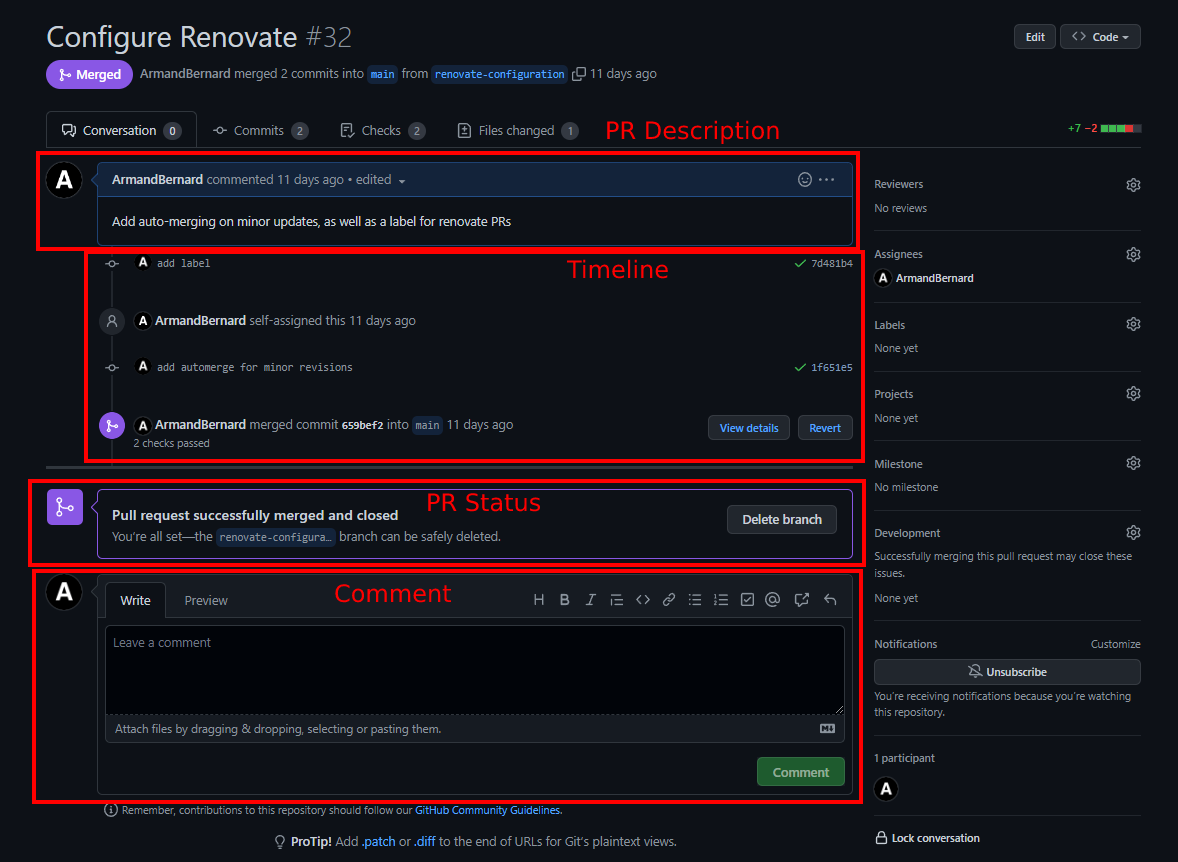 Configure Renovate #32
Edit
<> Code
Merged
ArmandBernard merged 2 commits into main from renovate-configuration 11 days ago
Conversation 0
Commits 2
Checks 2
Files changed 1
PR Description
+7 −2
A
ArmandBernard commented 11 days ago • edited
Add auto-merging on minor updates, as well as a label for renovate PRs
Timeline
A add label
7d481b4
A ArmandBernard self-assigned this 11 days ago
A add automerge for minor revisions
1f651e5
A ArmandBernard merged commit 659bef2 into main 11 days ago
2 checks passed
View details
Revert
PR Status
Pull request successfully merged and closed
You're all set—the renovate-configura… branch can be safely deleted.
Delete branch
Comment
A
Write
Preview
H B I
Leave a comment
Attach files by dragging & dropping, selecting or pasting them.
Comment
Remember, contributions to this repository should follow our GitHub Community Guidelines.
ProTip! Add .patch or .diff to the end of URLs for Git's plaintext views.
Reviewers
No reviews
Assignees
A ArmandBernard
Labels
None yet
Projects
None yet
Milestone
No milestone
Development
Successfully merging this pull request may close these
issues.
None yet
Notifications
Customize
Unsubscribe
You're receiving notifications because you're watching
this repository.
1 participant
A
Lock conversation